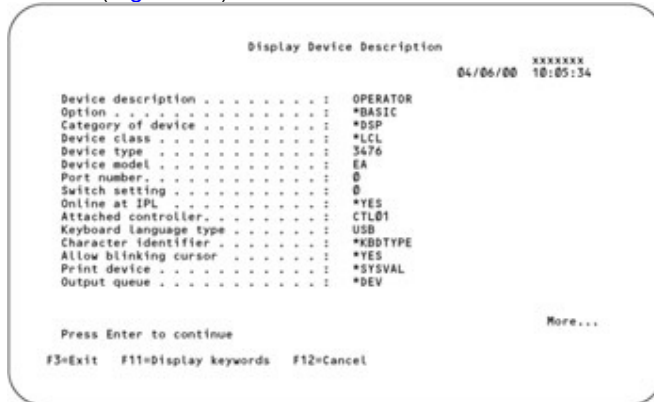 Display Device Description
xxxxxxx
04/06/00 10:05:34
Device description . . . . . . . . : OPERATOR
Option . . . . . . . . . . . . . . : *BASIC
Category of device . . . . . . . . : *DSP
Device class . . . . . . . . . . . : *LCL
Device type . . . . . . . . . . . : 3476
Device model . . . . . . . . . . . : EA
Port number. . . . . . . . . . . . : 0
Switch setting . . . . . . . . . . : 0
Online at IPL . . . . . . . . . . : *YES
Attached controller. . . . . . . . : CTL01
Keyboard language type . . . . . . : USB
Character identifier . . . . . . . : *KBDTYPE
Allow blinking cursor . . . . . . : *YES
Print device . . . . . . . . . . . : *SYSVAL
Output queue . . . . . . . . . . . : *DEV
More...
Press Enter to continue
F3=Exit F11=Display keywords F12=Cancel